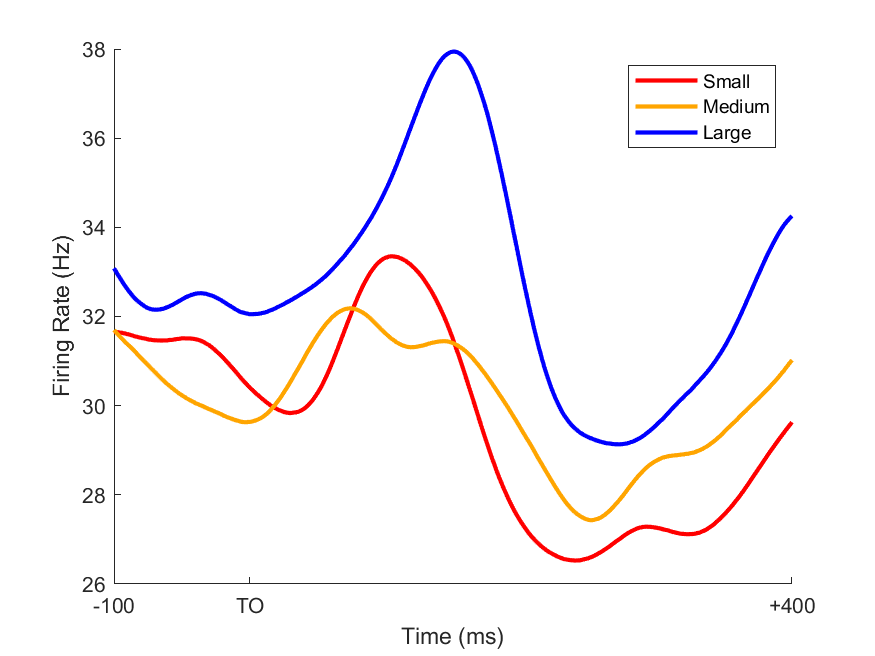 38
36
34
32
30
28
26
Firing Rate (Hz)
Small
Medium
Large
-100
TO
+400
Time (ms)